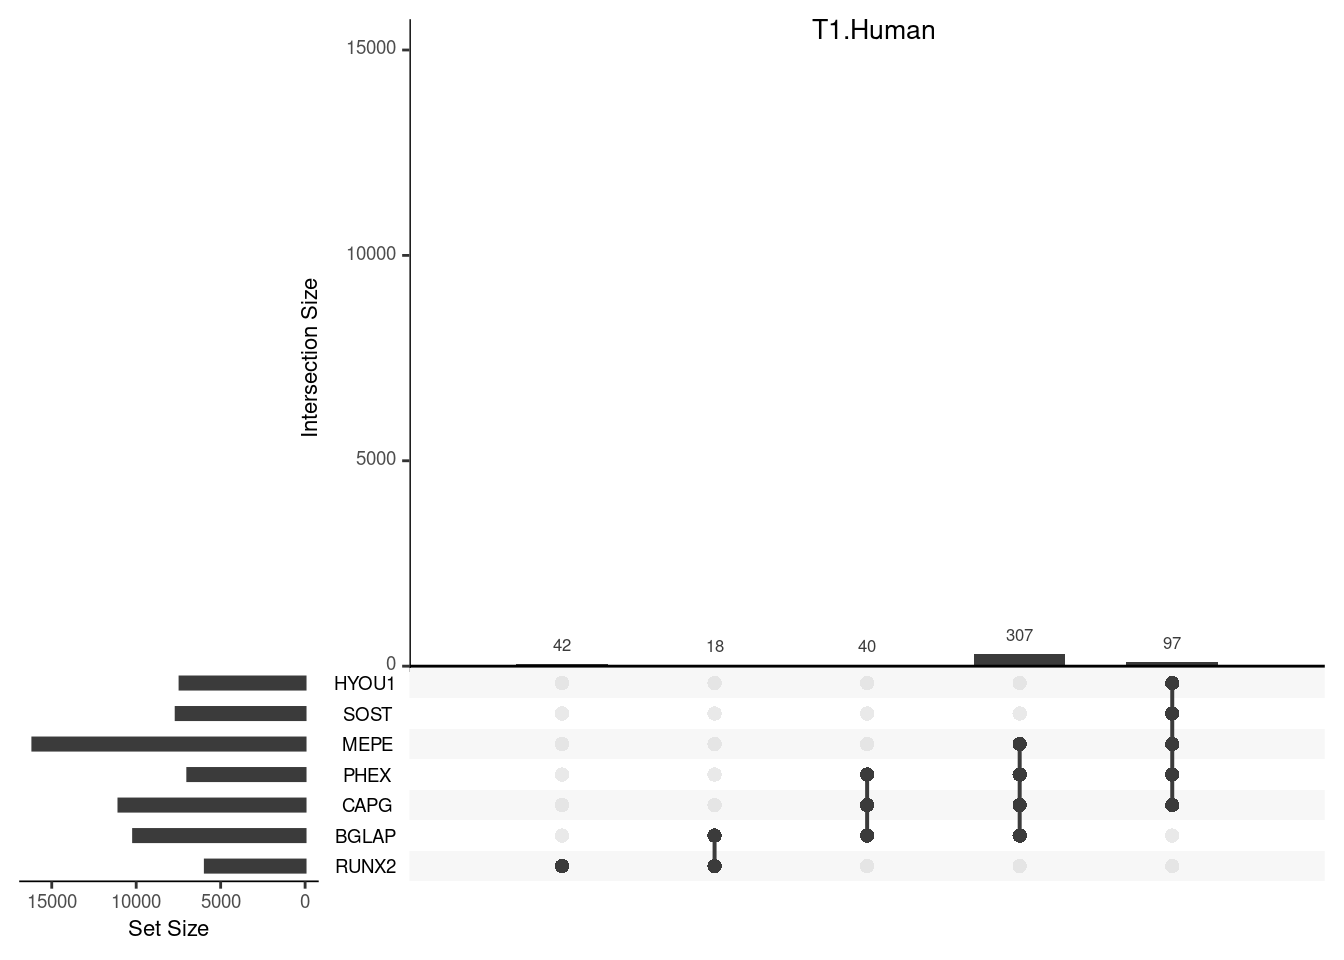 T1.Human
15000
10000
5000
0
Intersection Size
42 18 40 307 97
HYOU1
SOST
MEPE
PHEX
CAPG
BGLAP
RUNX2
15000 10000 5000 0
Set Size